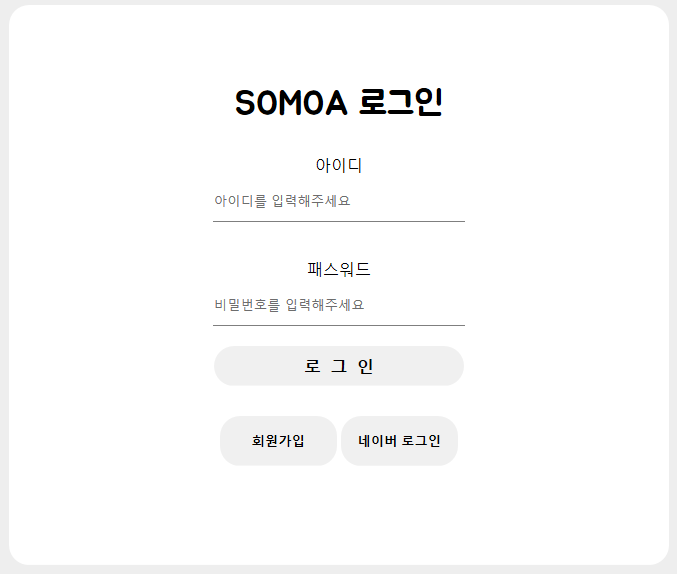 SOMOA 로그인
아이디
아이디를 입력해주세요
패스워드
비밀번호를 입력해주세요
로 그 인
회원가입 네이버 로그인